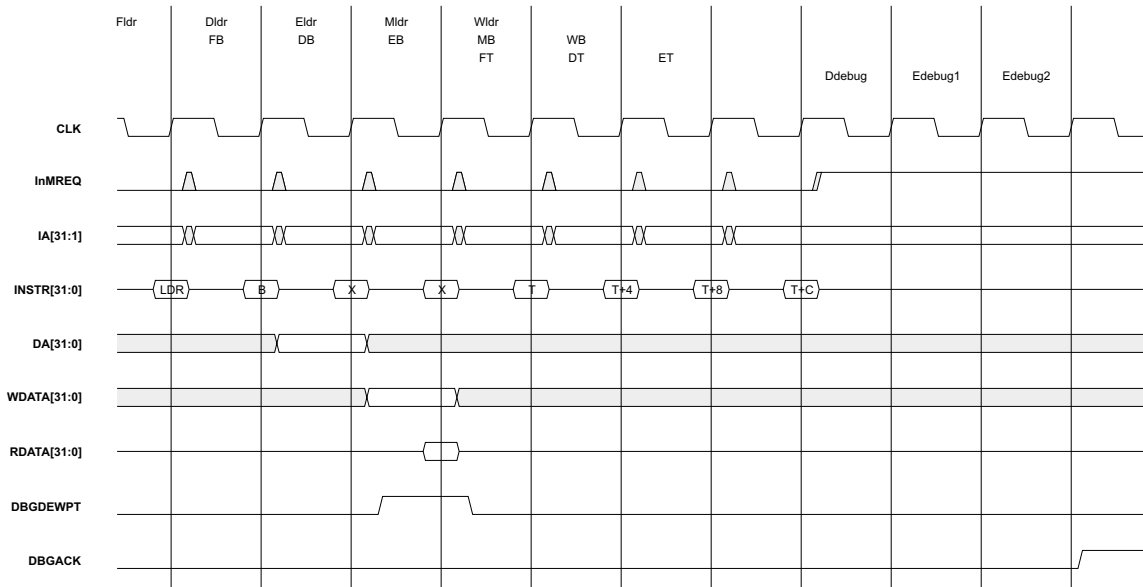 Fldr Dldr Eldr Mldr Wldr
FB DB EB MB WB
FT DT ET
Ddebug Edebug1 Edebug2
CLK
InMREQ
IA[31:1]
INSTR[31:0] LDR B X X T T+4 T+8 T+C
DA[31:0]
WDATA[31:0]
RDATA[31:0]
DBGDEWPT
DBGACK